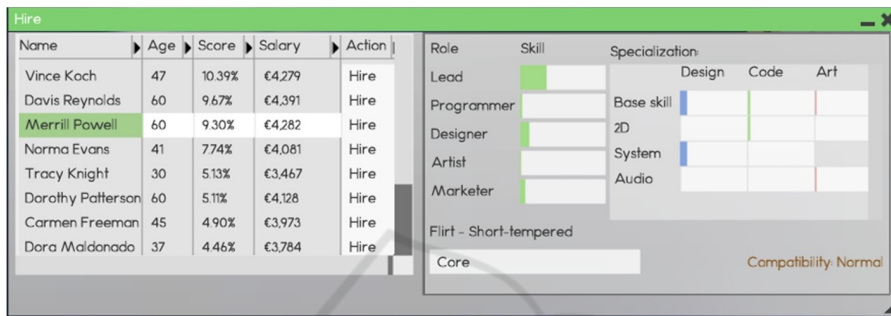 Hire
Name Age Score Salary Action
Vince Koch 47 10.39% €4,279 Hire
Davis Reynolds 60 9.67% €4,391 Hire
Merrill Powell 60 9.30% €4,282 Hire
Norma Evans 41 7.74% €4,081 Hire
Tracy Knight 30 5.13% €3,467 Hire
Dorothy Patterson 60 5.11% €4,128 Hire
Carmen Freeman 45 4.90% €3,973 Hire
Dora Maldonado 37 4.46% €3,784 Hire
Role Skill
Lead
Programmer
Designer
Artist
Marketer
Specialization:
Design Code Art
Base skill
2D
System
Audio
Flirt - Short-tempered
Core
Compatibility: Normal